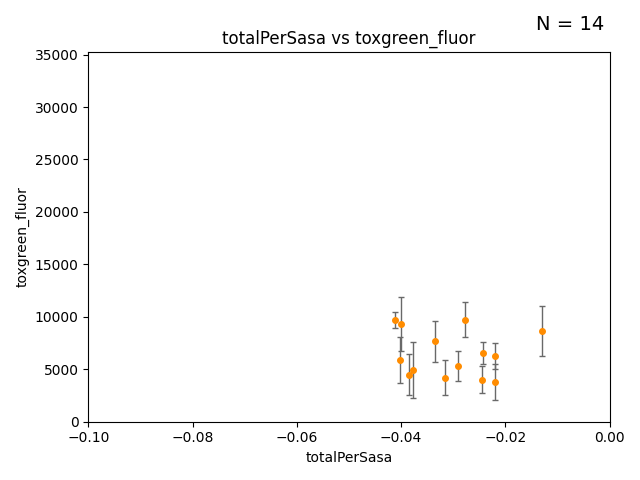 N = 14
totalPerSasa vs toxgreen_fluor
35000
30000
25000
20000
15000
10000
5000
0
toxgreen_fluor
−0.10 −0.08 −0.06 −0.04 −0.02 0.00
totalPerSasa